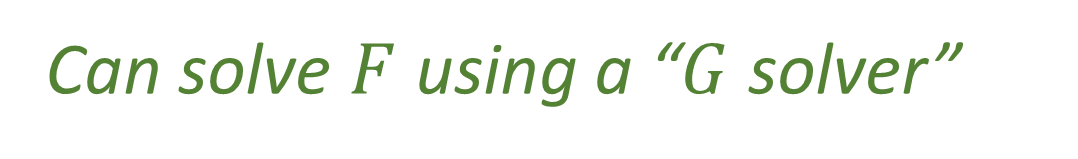 Can solve F using a “G solver”